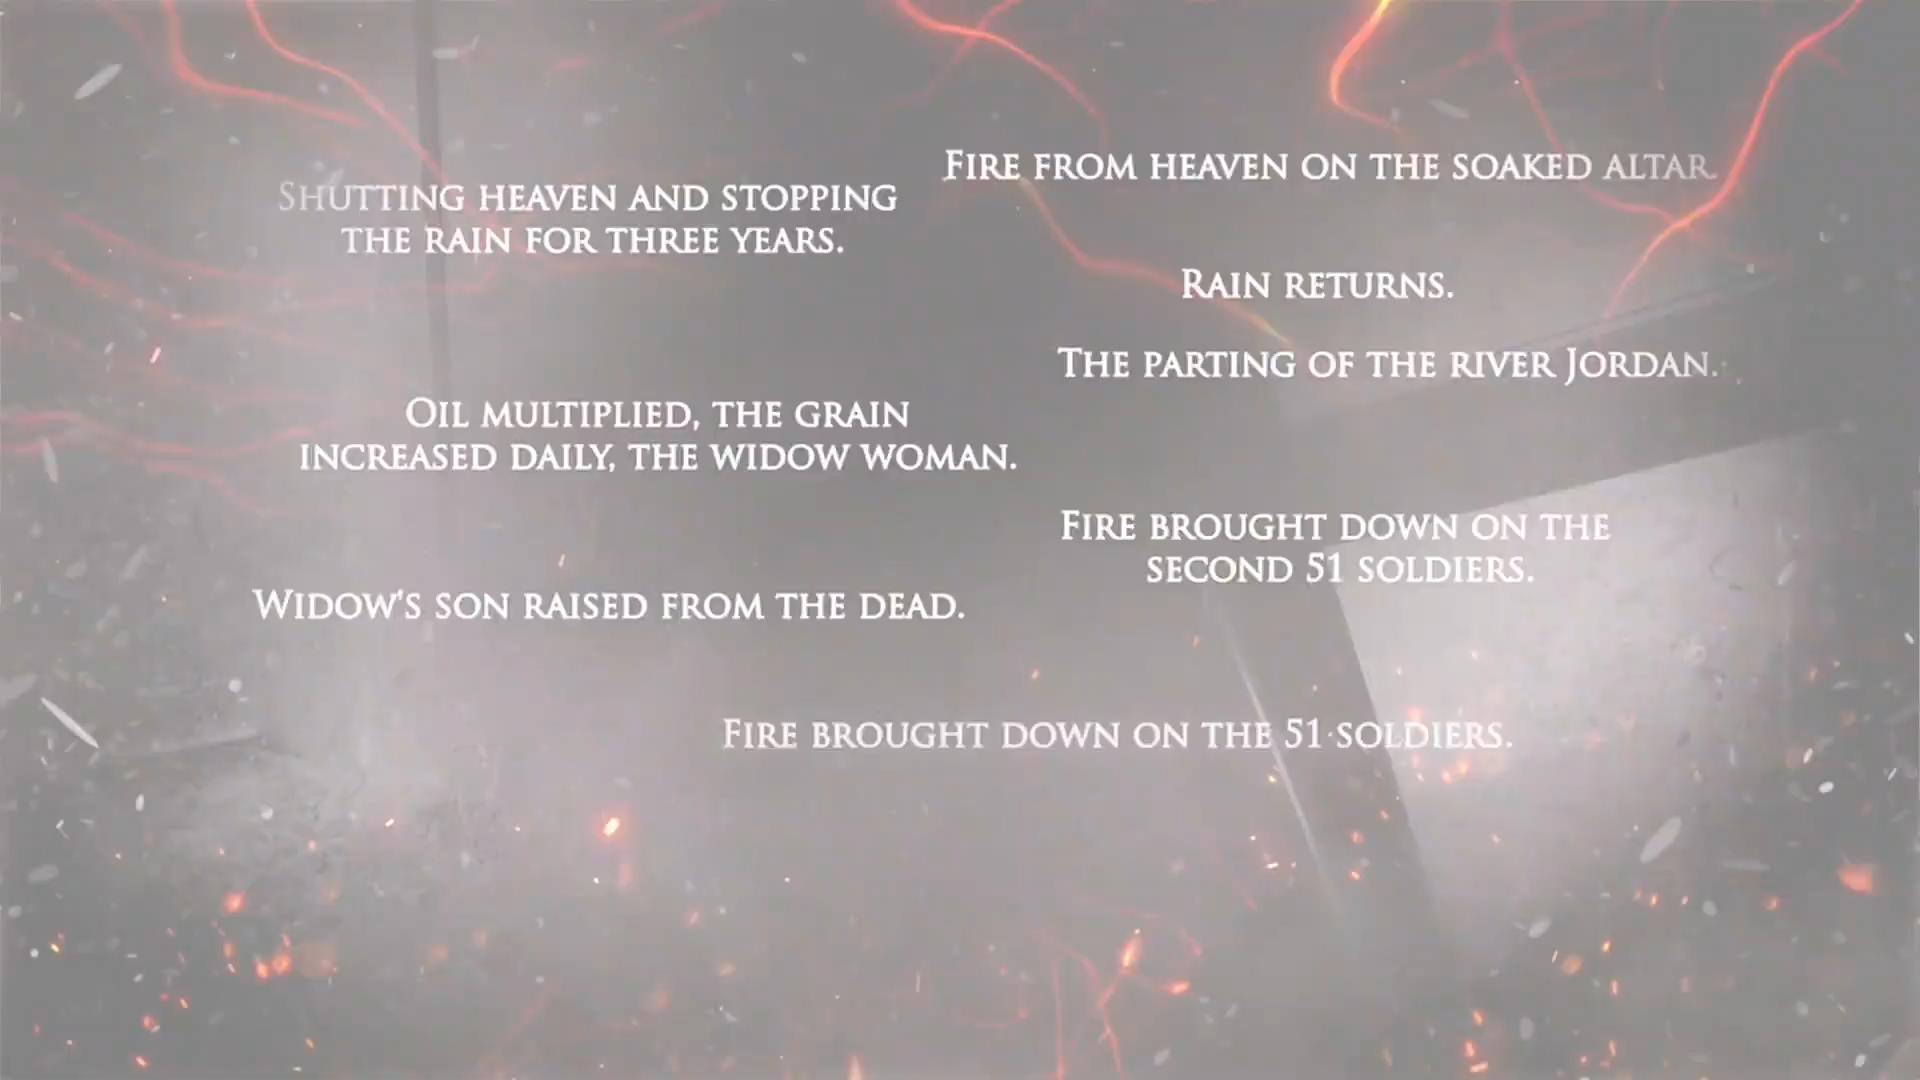 Shutting heaven and stopping
the rain for three years.
Oil multiplied, the grain
increased daily, the widow woman.
Widow's son raised from the dead.
Fire from heaven on the soaked altar.
Rain returns.
The parting of the river Jordan.
Fire brought down on the
second 51 soldiers.
Fire brought down on the 51 soldiers.